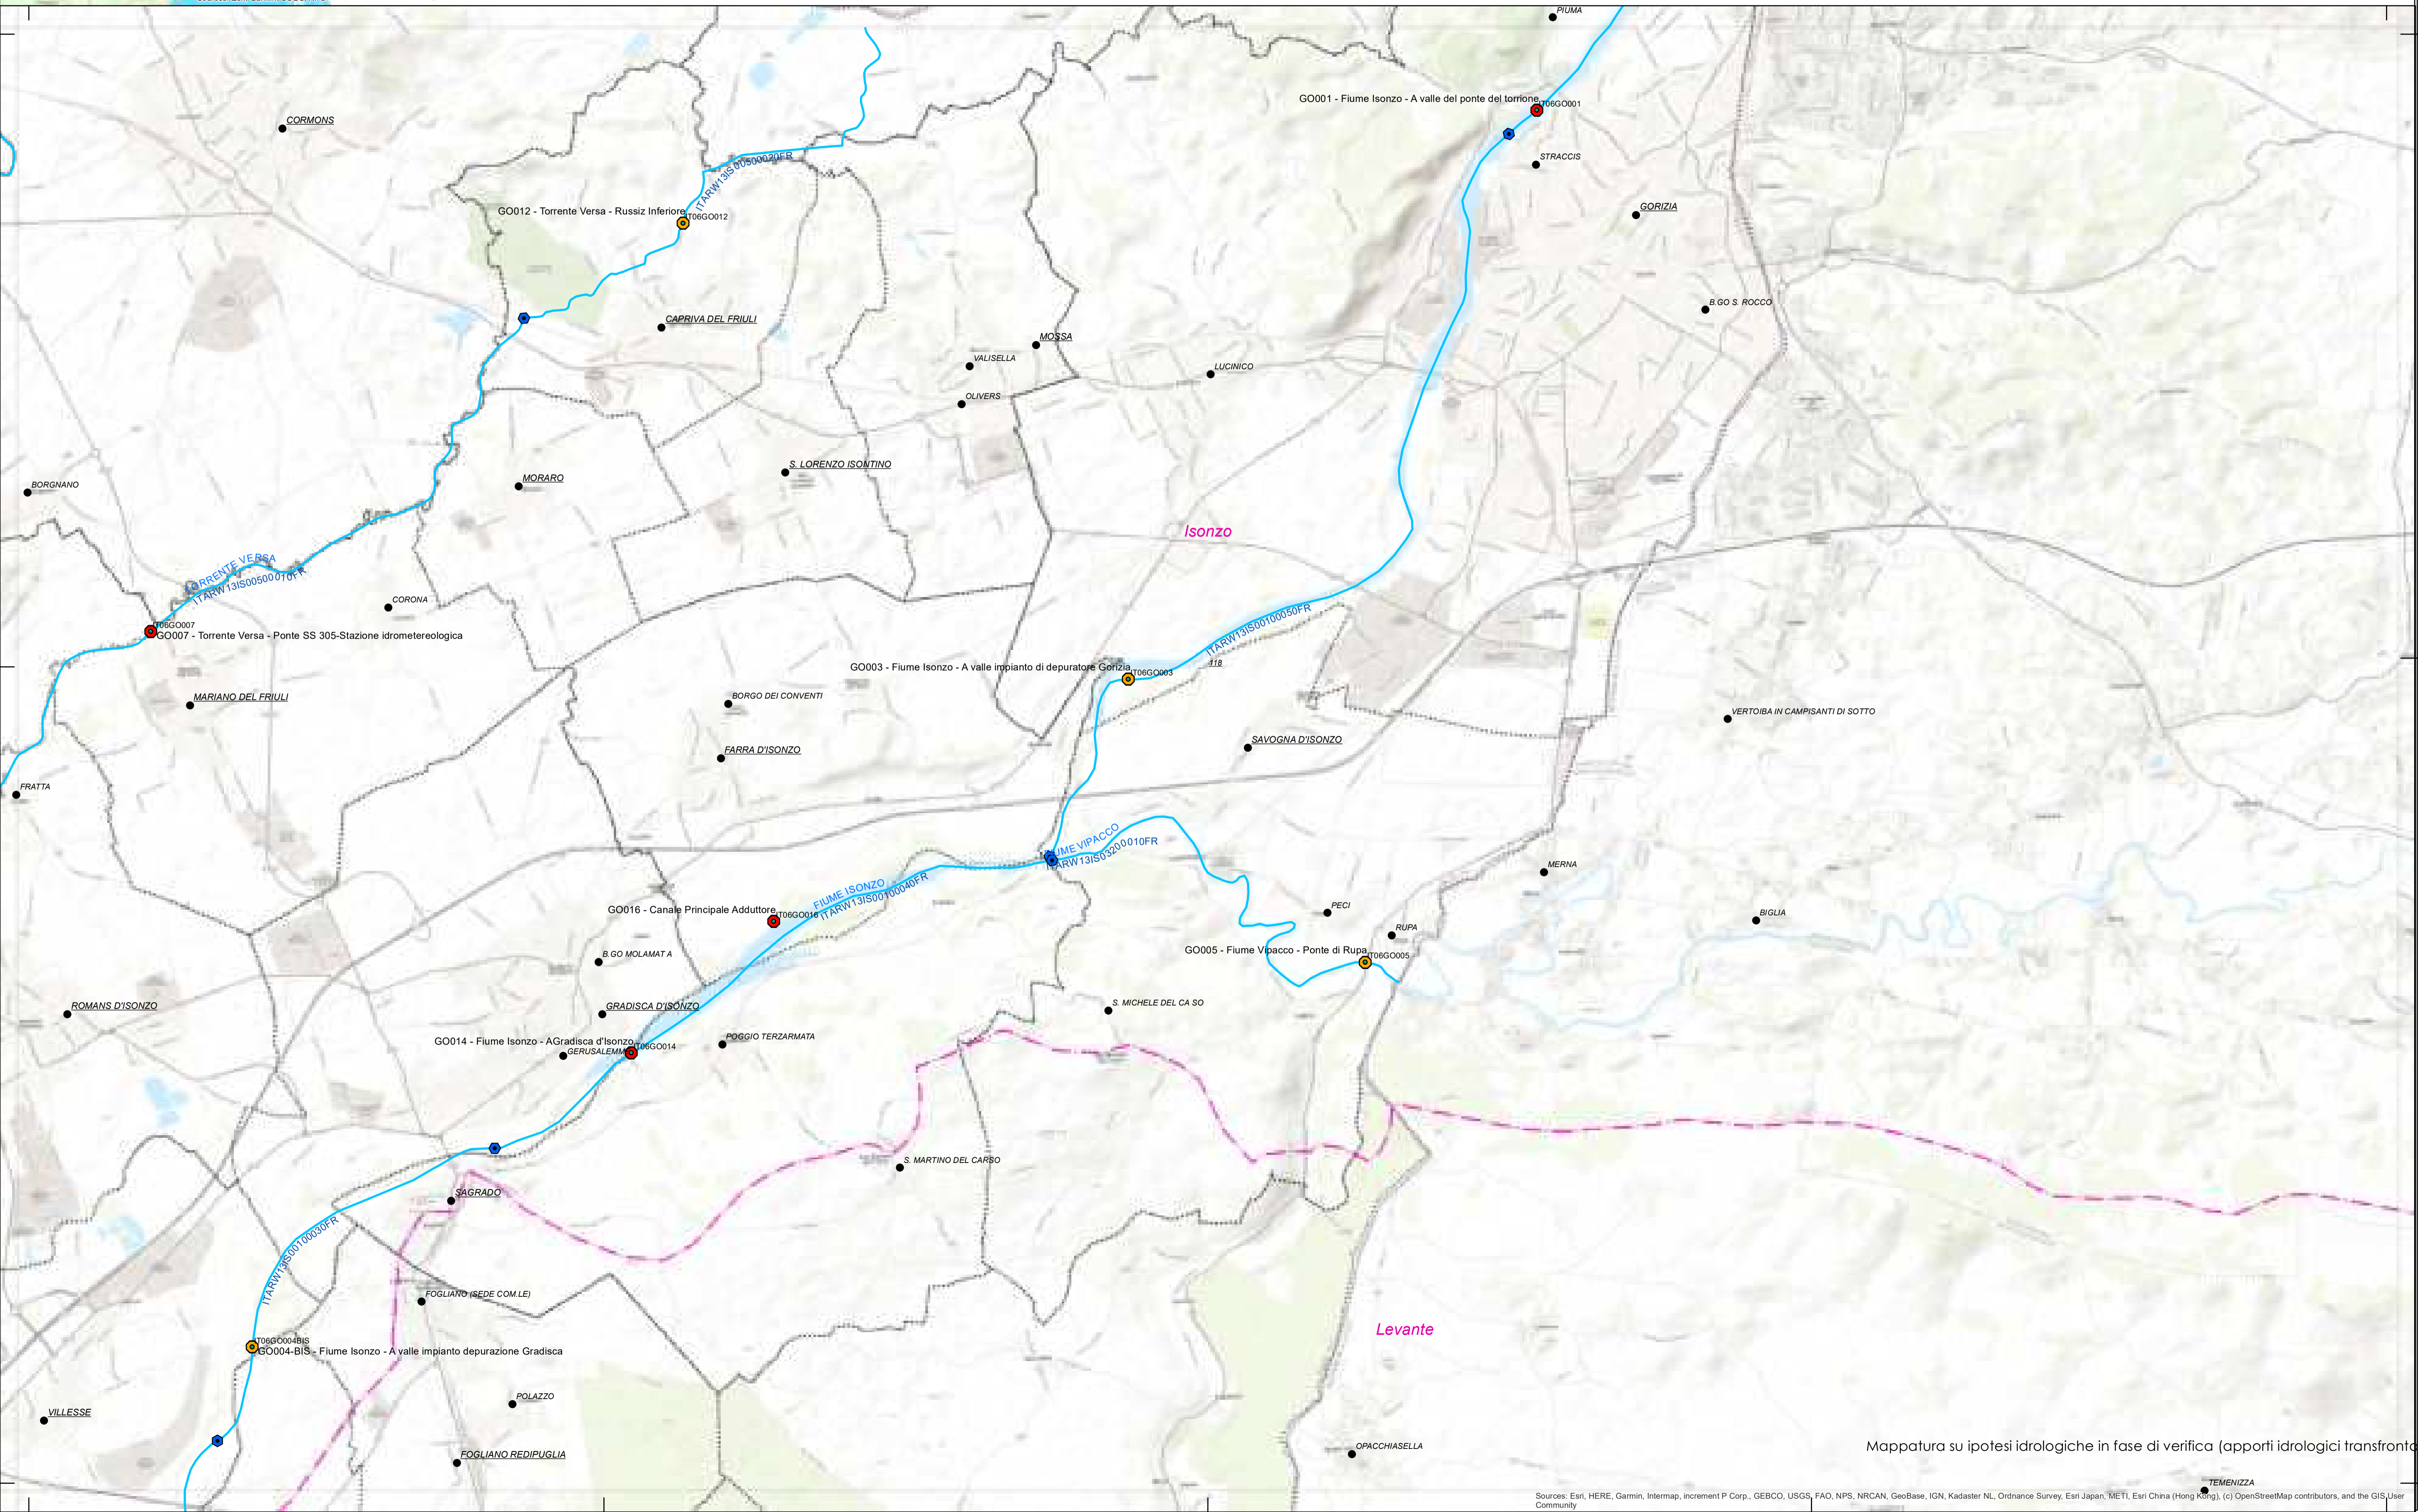 PIUMA
GO001 - Fiume Isonzo - A valle del ponte del torrione
IT06GO001
CORMONS
STRACCIS
ITARW13IS00500020FR
GORIZIA
GO012 - Torrente Versa - Russiz Inferiore
IT06GO012
B.GO S. ROCCO
CAPRIVA DEL FRIULI
MOSSA
VALISELLA
LUCINICO
OLIVERS
S. LORENZO ISONTINO
MORARO
BORGNANO
Isonzo
TORRENTE VERSA
ITARW13IS00500010FR
CORONA
ITARW13IS00100050FR
IT06GO007
GO007 - Torrente Versa - Ponte SS 305-Stazione idrometereologica
118
GO003 - Fiume Isonzo - A valle impianto di depuratore Gorizia
IT06GO003
MARIANO DEL FRIULI
BORGO DEI CONVENTI
VERTOIBA IN CAMPISANTI DI SOTTO
SAVOGNA D'ISONZO
FARRA D'ISONZO
FRATTA
FIUME VIPACCO
ITARW13IS03200010FR
MERNA
FIUME ISONZO
ITARW13IS00100040FR
PECI
GO016 - Canale Principale Adduttore
IT06GO016
BIGLIA
RUPA
GO005 - Fiume Vipacco - Ponte di Rupa
IT06GO005
B.GO MOLAMAT A
S. MICHELE DEL CA SO
ROMANS D'ISONZO
GRADISCA D'ISONZO
POGGIO TERZARMATA
GO014 - Fiume Isonzo - AGradisca d'Isonzo
IT06GO014
GERUSALEMM
S. MARTINO DEL CARSO
SAGRADO
ITARW13IS00100030FR
FOGLIANO (SEDE COM.LE)
Levante
IT06GO004BIS
GO004-BIS - Fiume Isonzo - A valle impianto depurazione Gradisca
POLAZZO
VILLESSE
FOGLIANO REDIPUGLIA
OPACCHIASELLA
Mappatura su ipotesi idrologiche in fase di verifica (apporti idrologici transfronta
TEMENIZZA
Sources: Esri, HERE, Garmin, Intermap, increment P Corp., GEBCO, USGS, FAO, NPS, NRCAN, GeoBase, IGN, Kadaster NL, Ordnance Survey, Esri Japan, METI, Esri China (Hong Kong), (c) OpenStreetMap contributors, and the GIS User
Community